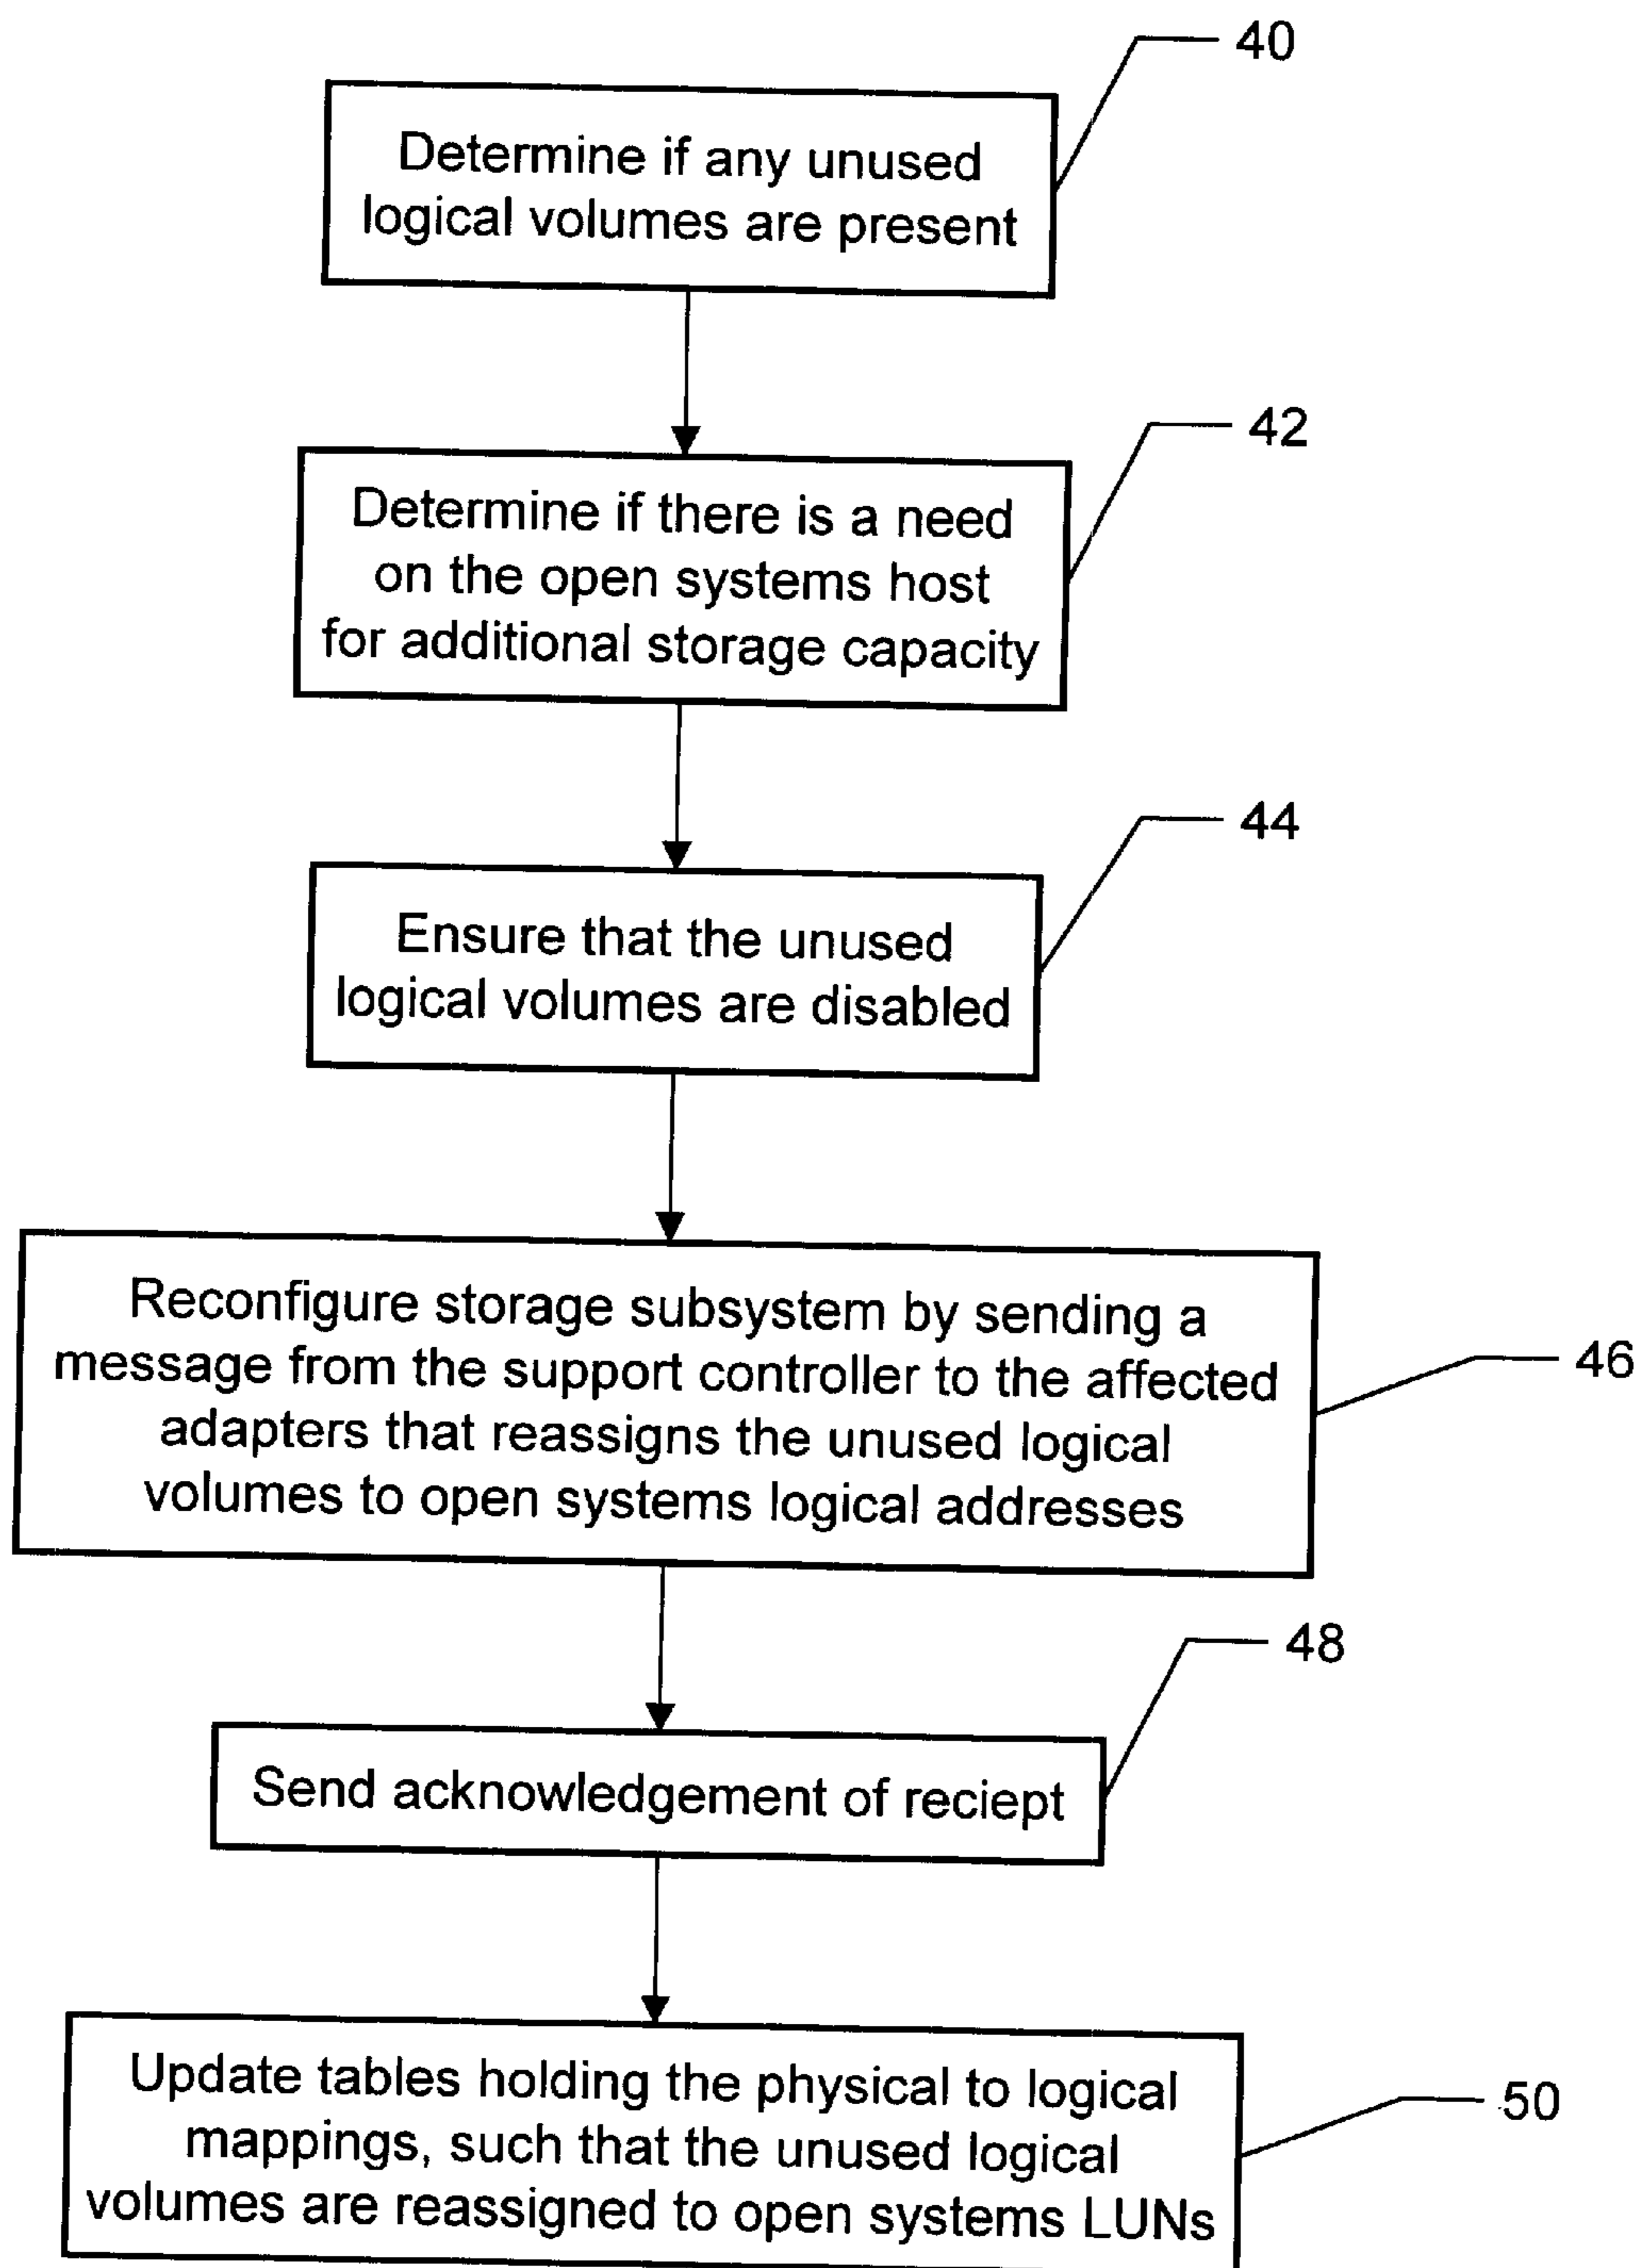 40
Determine if any unused
logical volumes are present
42
Determine if there is a need
on the open systems host
for additional storage capacity
44
Ensure that the unused
logical volumes are disabled
46
Reconfigure storage subsystem by sending a
message from the support controller to the affected
adapters that reassigns the unused logical
volumes to open systems logical addresses
48
Send acknowledgement of reciept
50
Update tables holding the physical to logical
mappings, such that the unused logical
volumes are reassigned to open systems LUNs